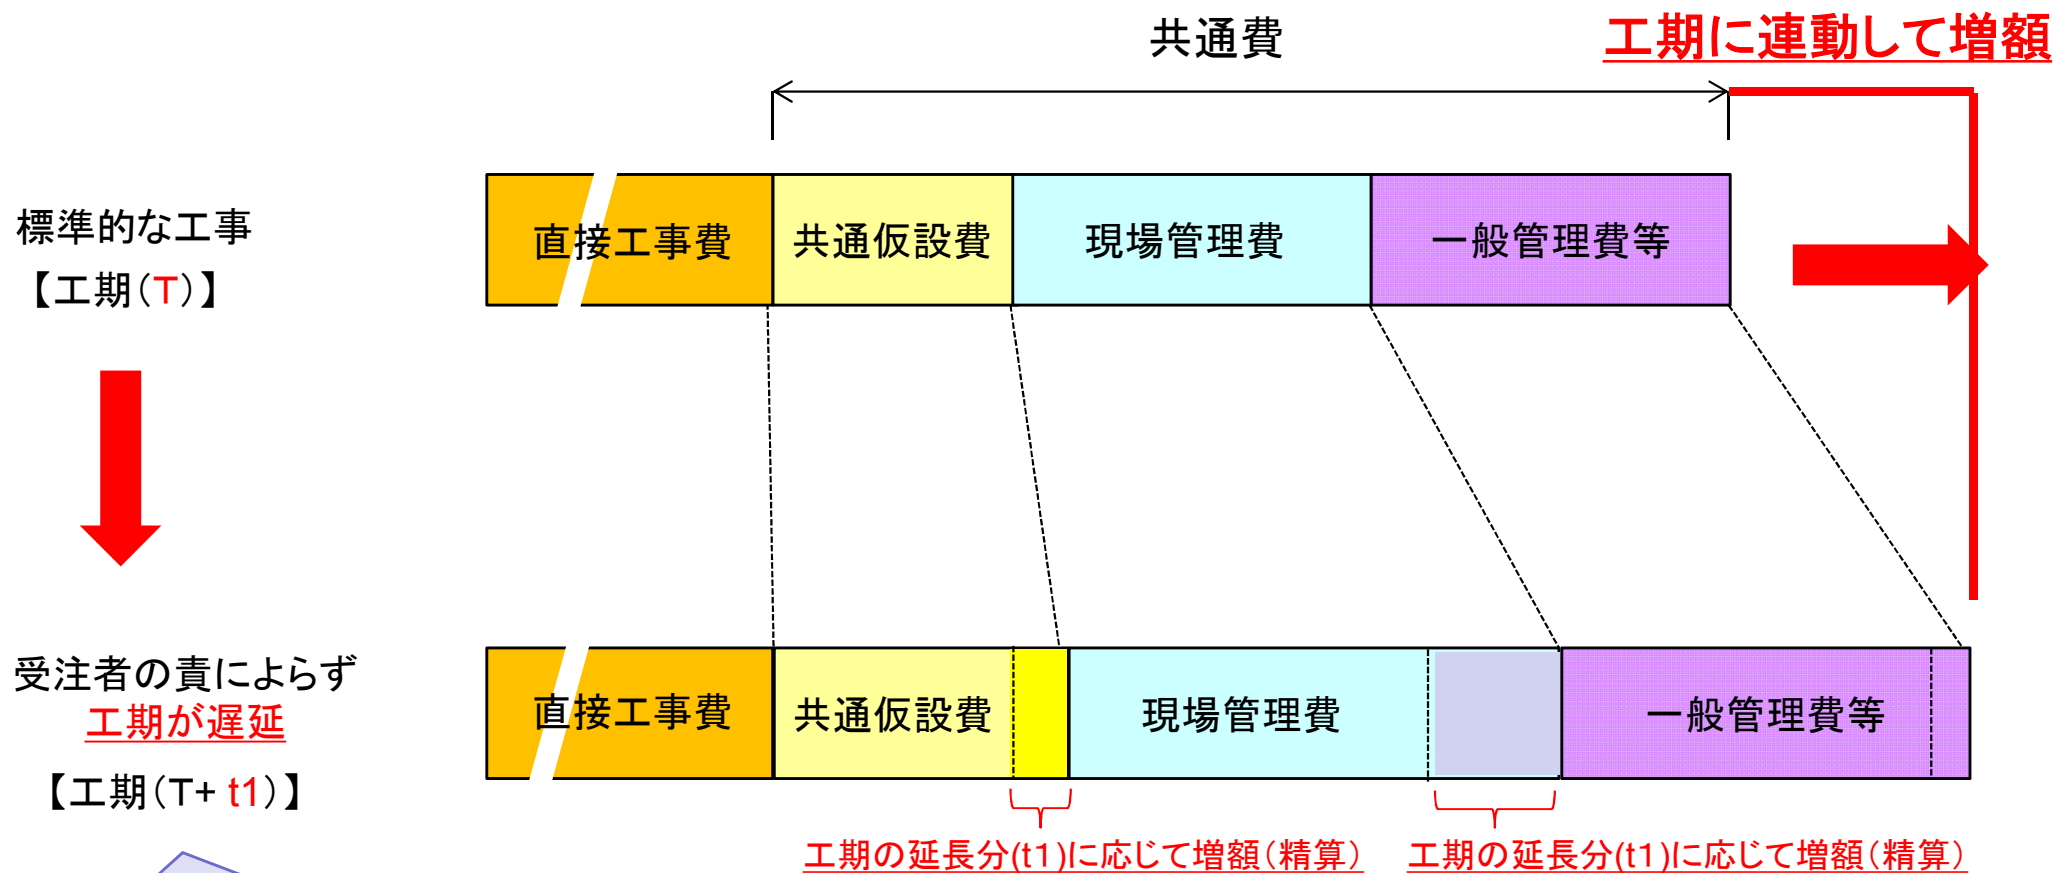 共通費
工期に連動して増額
標準的な工事
【工期(T)】
直接工事費
共通仮設費
現場管理費
一般管理費等
受注者の責によらず
工期が遅延
【工期(T+ t1)】
直接工事費
共通仮設費
現場管理費
一般管理費等
工期の延長分(t1)に応じて増額(精算)
工期の延長分(t1)に応じて増額(精算)